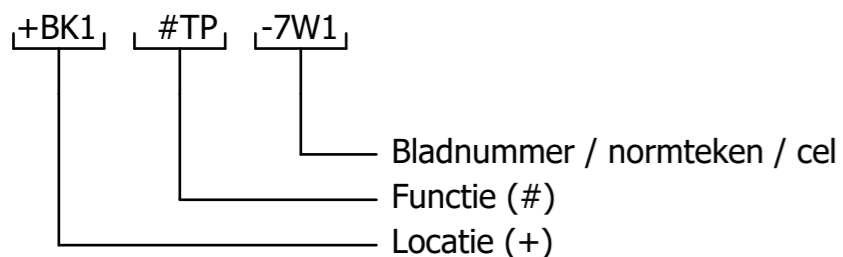 +BK1 #TP -7W1
Bladnummer / normteken / cel
Functie (#)
Locatie (+)